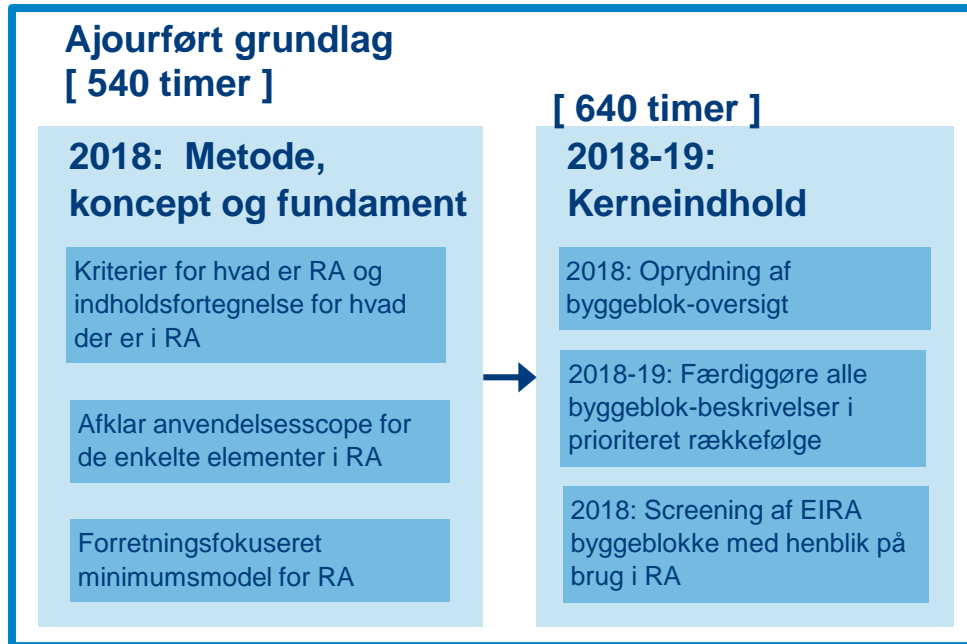 Ajourført grundlag
[ 540 timer ]
2018:  Metode,
koncept og fundament
Kriterier for hvad er RA og
indholdsfortegnelse for hvad
der er i RA
Afklar anvendelsesscope for
de enkelte elementer i RA
Forretningsfokuseret
minimumsmodel for RA
[ 640 timer ]
2018-19:
Kerneindhold
2018: Oprydning af
byggeblok-oversigt
2018-19: Færdiggøre alle
byggeblok-beskrivelser i
prioriteret rækkefølge
2018: Screening af EIRA
byggeblokke med henblik på
brug i RA